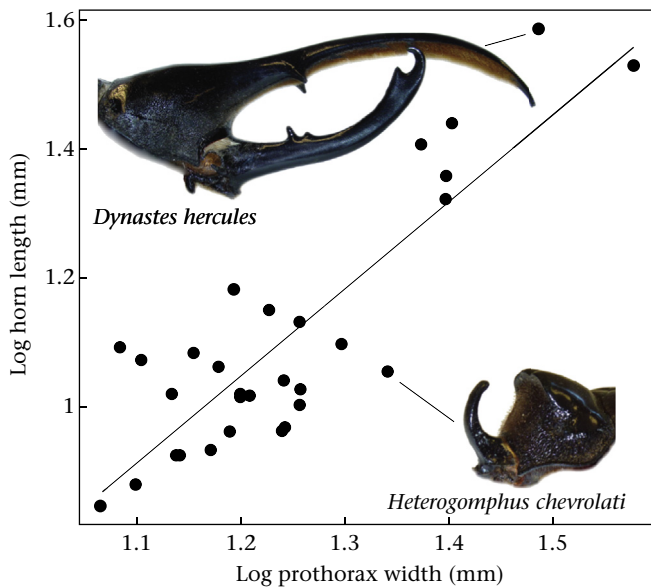 1.6
1.4
1.2
1
Log horn length (mm)
Dynastes hercules
Heterogomphus chevrolati
1.1
1.2
1.3
1.4
1.5
Log prothorax width (mm)